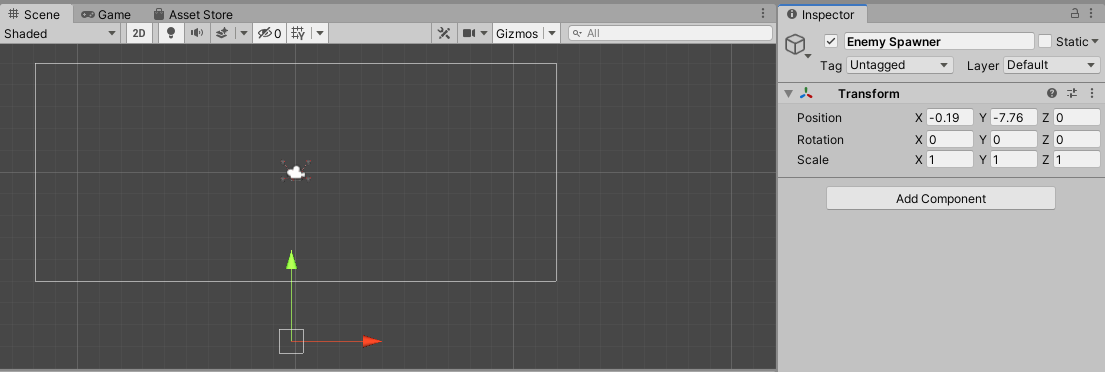 Scene Game Asset Store Inspector
Shaded 2D 0 Gizmos All
Enemy Spawner Static
Tag Untagged Layer Default
Transform
Position X -0.19 Y -7.76 Z 0
Rotation X 0 Y 0 Z 0
Scale X 1 Y 1 Z 1
Add Component